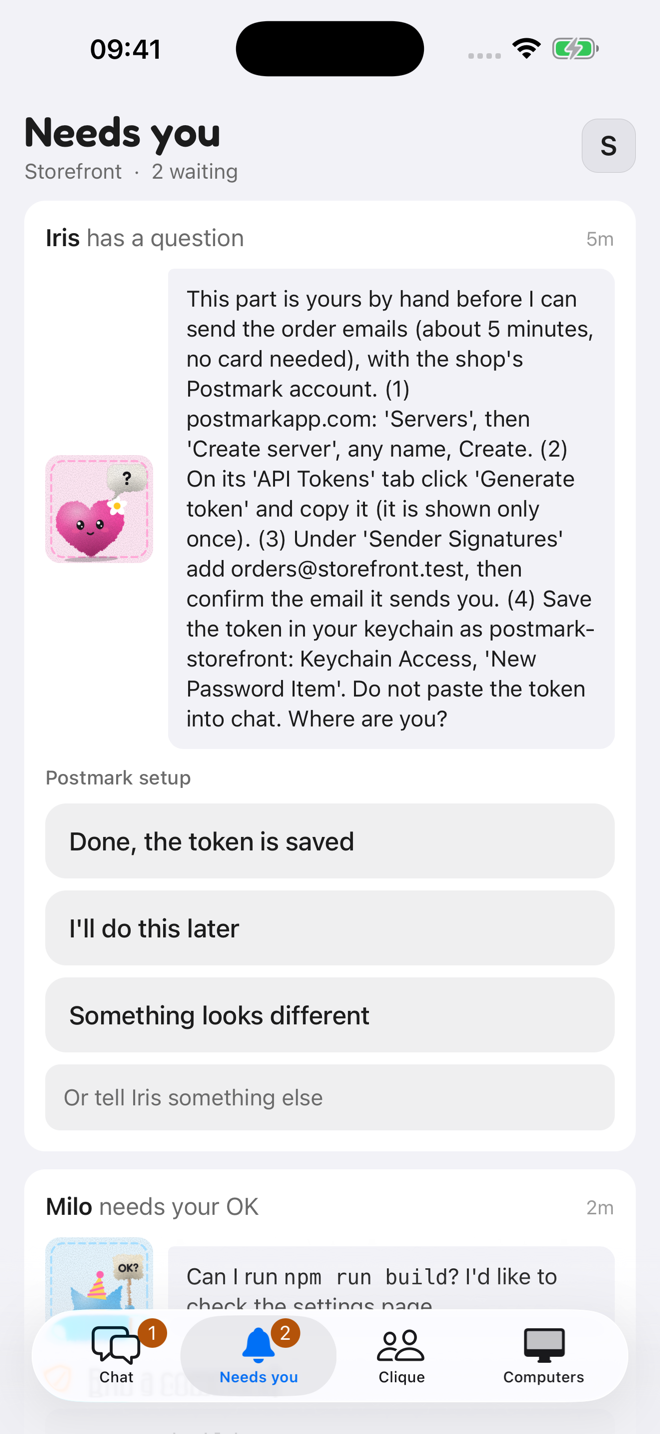 09:41
Needs you
Storefront · 2 waiting
S
Iris has a question
5m
This part is yours by hand before I can
send the order emails (about 5 minutes,
no card needed), with the shop's
Postmark account. (1)
postmarkapp.com: 'Servers', then
'Create server', any name, Create. (2)
On its 'API Tokens' tab click 'Generate
token' and copy it (it is shown only
once). (3) Under 'Sender Signatures'
add orders@storefront.test, then
confirm the email it sends you. (4) Save
the token in your keychain as postmark-
storefront: Keychain Access, 'New
Password Item'. Do not paste the token
into chat. Where are you?
?
Postmark setup
Done, the token is saved
I'll do this later
Something looks different
Or tell Iris something else
Milo needs your OK
2m
OK?
Can I run npm run build? I'd like to
check the settings page
1
2
Chat
Needs you
Clique
Computers